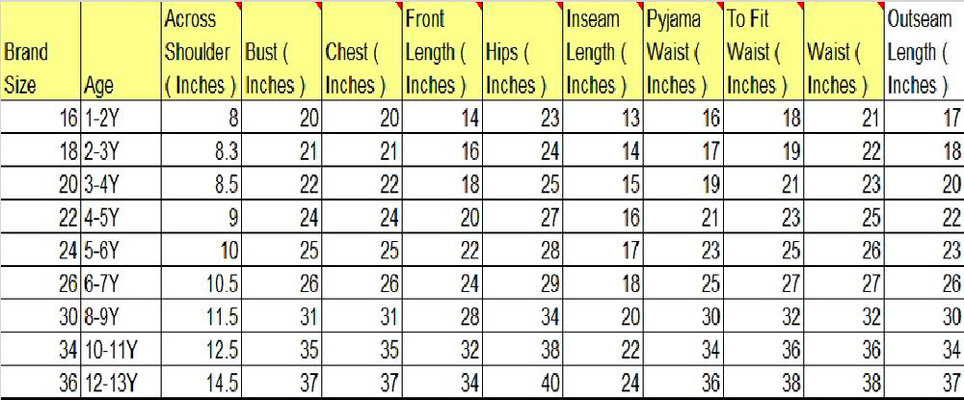 Brand Size Age Across Shoulder ( Inches ) Bust ( Inches ) Chest ( Inches ) Front Length ( Inches ) Hips ( Inches ) Inseam Length ( Inches ) Pyjama Waist ( Inches ) To Fit Waist ( Inches ) Waist ( Inches ) Outseam Length ( Inches )
16 1-2Y 8 20 20 14 23 13 16 18 21 17
18 2-3Y 8.3 21 21 16 24 14 17 19 22 18
20 3-4Y 8.5 22 22 18 25 15 19 21 23 20
22 4-5Y 9 24 24 20 27 16 21 23 25 22
24 5-6Y 10 25 25 22 28 17 23 25 26 23
26 6-7Y 10.5 26 26 24 29 18 25 27 27 26
30 8-9Y 11.5 31 31 28 34 20 30 32 32 30
34 10-11Y 12.5 35 35 32 38 22 34 36 36 34
36 12-13Y 14.5 37 37 34 40 24 36 38 38 37